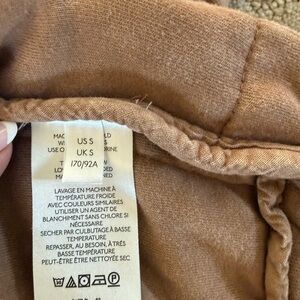 US S
UK S
170/92A
LAVAGE EN MACHINE À
TEMPÉRATURE FROIDE
AVEC COULEURS SIMILAIRES
UTILISER UN AGENT DE
BLANCHIMENT SANS CHLORE SI
NÉCESSAIRE
SÉCHER PAR CULBUTAGE À BASSE
TEMPÉRATURE
REPASSER, AU BESOIN, À TRÈS
BASSE TEMPÉRATURE
PEUT-ÊTRE NETTOYÉE SEC